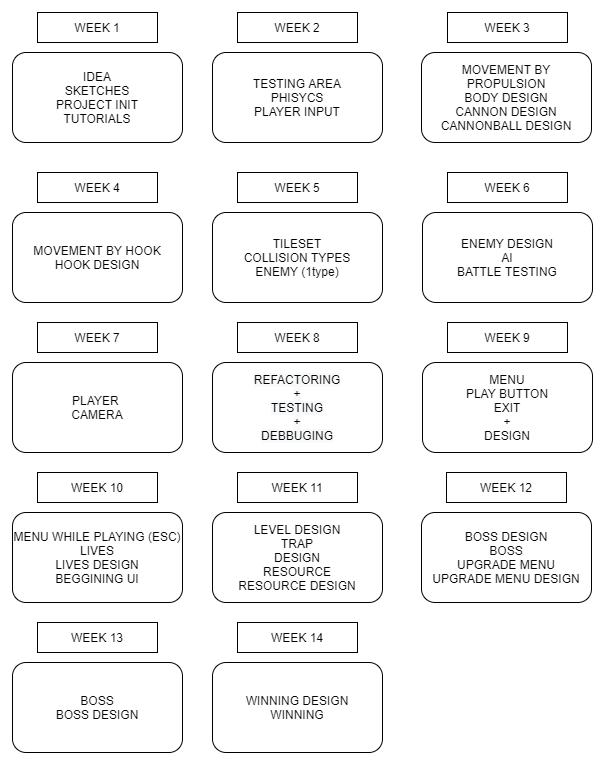 WEEK 1
IDEA
SKETCHES
PROJECT INIT
TUTORIALS
WEEK 2
TESTING AREA
PHISYCS
PLAYER INPUT
WEEK 3
MOVEMENT BY
PROPULSION
BODY DESIGN
CANNON DESIGN
CANNONBALL DESIGN
WEEK 4
MOVEMENT BY HOOK
HOOK DESIGN
WEEK 5
TILESET
COLLISION TYPES
ENEMY (1type)
WEEK 6
ENEMY DESIGN
AI
BATTLE TESTING
WEEK 7
PLAYER
CAMERA
WEEK 8
REFACTORING
+
TESTING
+
DEBBUGING
WEEK 9
MENU
PLAY BUTTON
EXIT
+
DESIGN
WEEK 10
MENU WHILE PLAYING (ESC)
LIVES
LIVES DESIGN
BEGGINING UI
WEEK 11
LEVEL DESIGN
TRAP
DESIGN
RESOURCE
RESOURCE DESIGN
WEEK 12
BOSS DESIGN
BOSS
UPGRADE MENU
UPGRADE MENU DESIGN
WEEK 13
BOSS
BOSS DESIGN
WEEK 14
WINNING DESIGN
WINNING